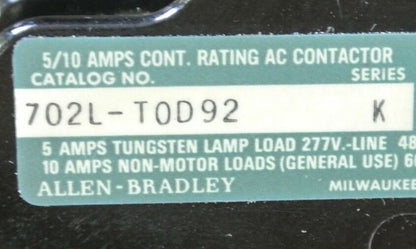 5/10 AMPS CONT. RATING AC CONTACTOR
CATALOG NO. SERIES
702L-TOD92 K
5 AMPS TUNGSTEN LAMP LOAD 277V.-LINE 48
10 AMPS NON-MOTOR LOADS (GENERAL USE) 60
ALLEN-BRADLEY MILWAUKEE